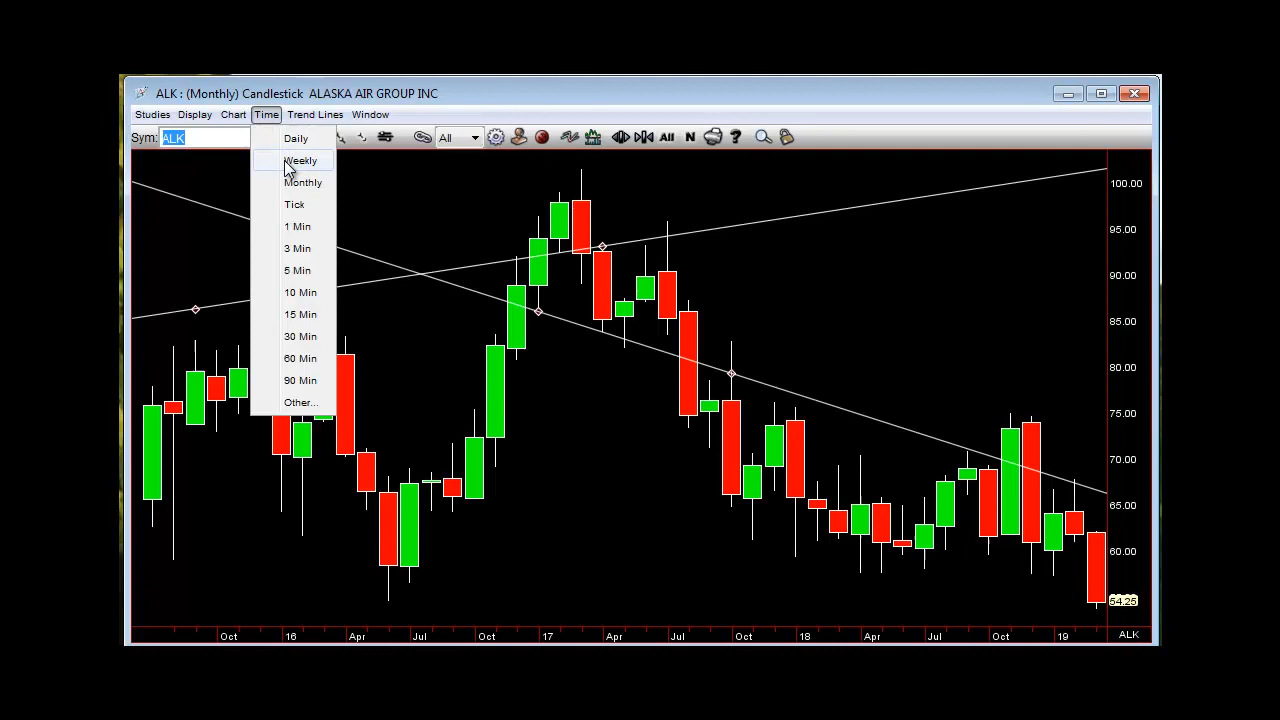 ALK : (Monthly) Candlestick  ALASKA AIR GROUP INC
Studies Display Chart Time Trend Lines Window
Sym: ALK All All N ?
Daily
Weekly
Monthly
Tick
1 Min
3 Min
5 Min
10 Min
15 Min
30 Min
60 Min
90 Min
Other...
100.00
95.00
90.00
85.00
80.00
75.00
70.00
65.00
60.00
54.25
Oct 16 Apr Jul Oct 17 Apr Jul Oct 18 Apr Jul Oct 19 ALK